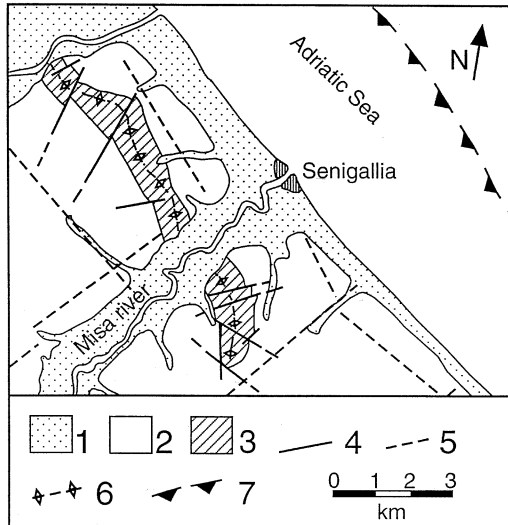 N
Adriatic Sea
Senigallia
Misa river
1 2 3 4 5
6 7 0 1 2 3
km